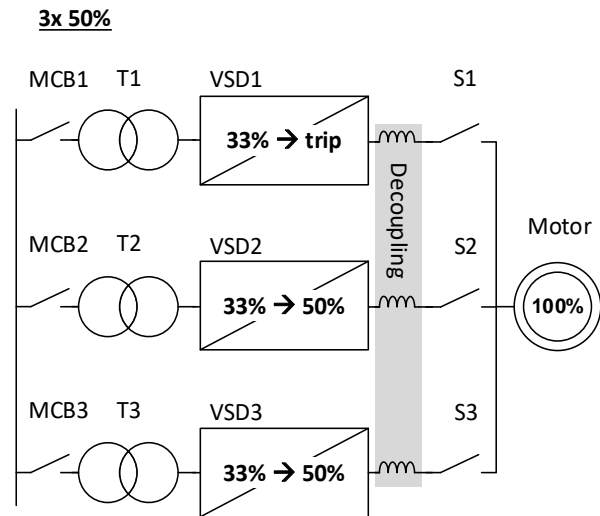 3x 50%
MCB1 T1 VSD1 S1
33% → trip
Decoupling
MCB2 T2 VSD2 S2 Motor
33% → 50%
100%
MCB3 T3 VSD3 S3
33% → 50%